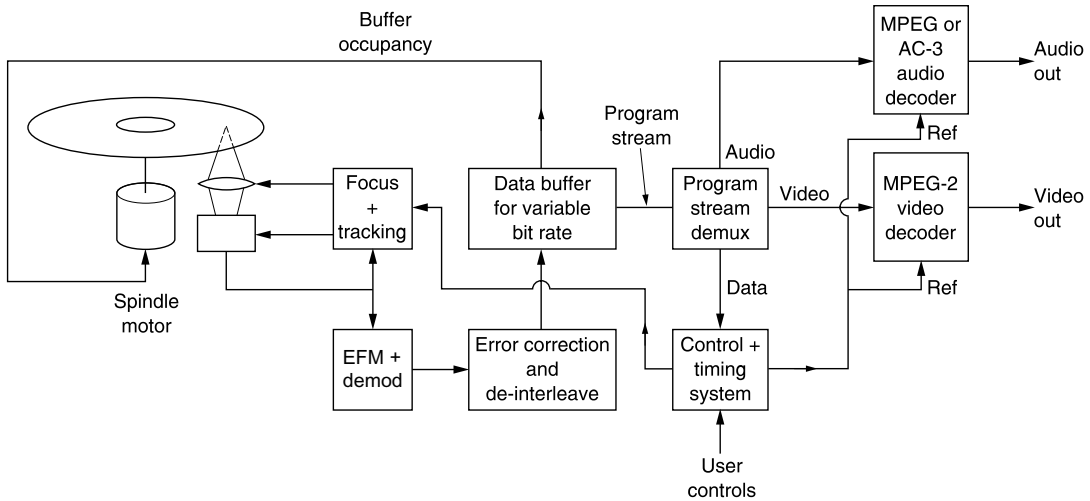 Buffer
occupancy
MPEG or
AC-3
audio
decoder
Audio
out
Program
stream
Ref
Audio
Focus
+
tracking
Data buffer
for variable
bit rate
Program
stream
demux
Video
MPEG-2
video
decoder
Video
out
Spindle
motor
Data
Ref
EFM +
demod
Error correction
and
de-interleave
Control +
timing
system
User
controls